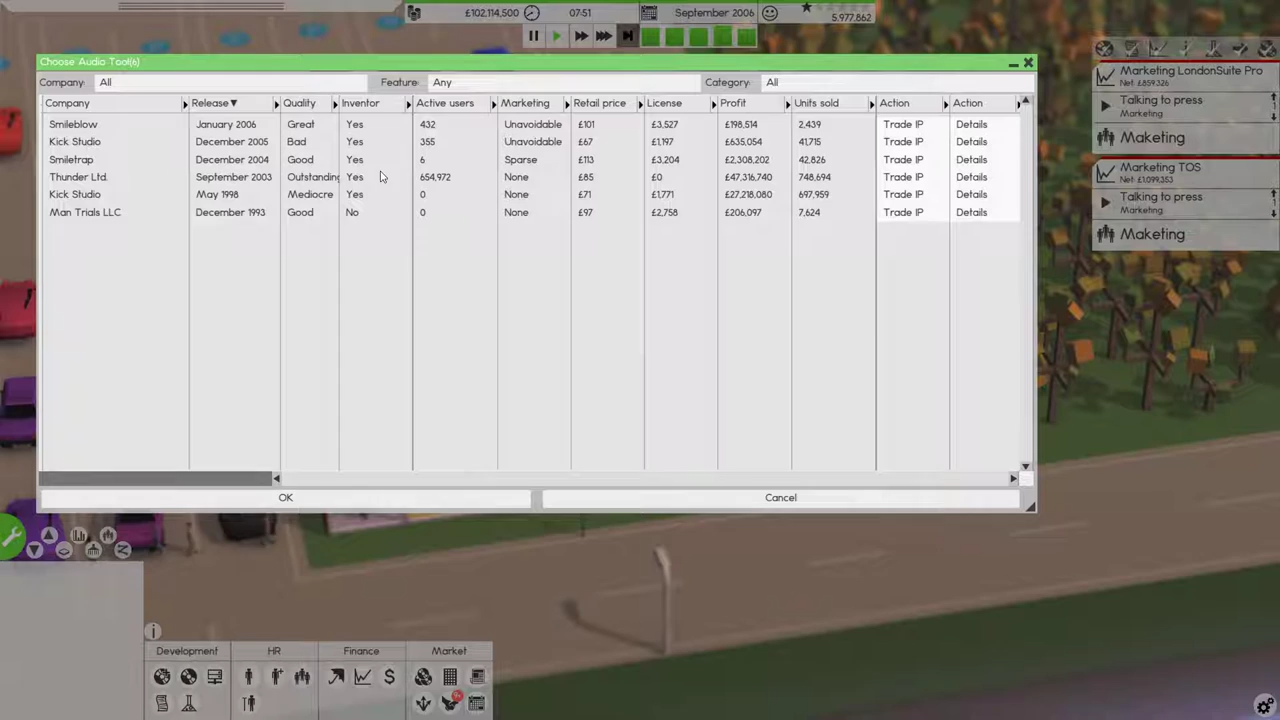 £102,114,500 07:51 September 2006 5,977,862
Choose Audio Tool(6)
Company: All Feature: Any Category: All
Company Release▼ Quality Inventor Active users Marketing Retail price License Profit Units sold Action Action
Smileblow January 2006 Great Yes 432 Unavoidable £101 £3,527 £198,514 2,439 Trade IP Details
Kick Studio December 2005 Bad Yes 355 Unavoidable £67 £1,197 £635,054 41,715 Trade IP Details
Smiletrap December 2004 Good Yes 6 Sparse £113 £3,204 £2,308,202 42,826 Trade IP Details
Thunder Ltd. September 2003 Outstanding Yes 654,972 None £85 £0 £47,316,740 748,694 Trade IP Details
Kick Studio May 1998 Mediocre Yes None £71 £1,771 £27,218,080 697,959 Trade IP Details
Man Trials LLC December 1993 Good No 0 None £97 £2,758 £206,097 7,624 Trade IP Details
OK Cancel
Marketing LondonSuite Pro
Net: £859,326
Talking to press
Marketing
Maketing
Marketing TOS
Net: £1,099,353
Talking to press
Marketing
Maketing
Development HR Finance Market